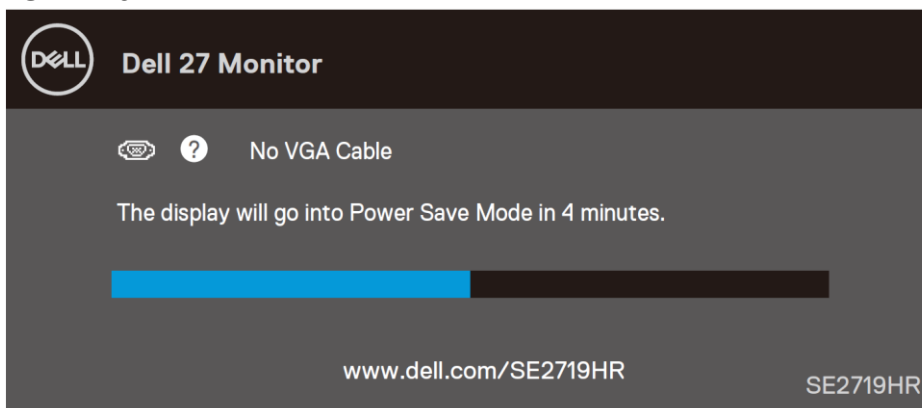 DELL
Dell 27 Monitor
? No VGA Cable
The display will go into Power Save Mode in 4 minutes.
www.dell.com/SE2719HR
SE2719HR